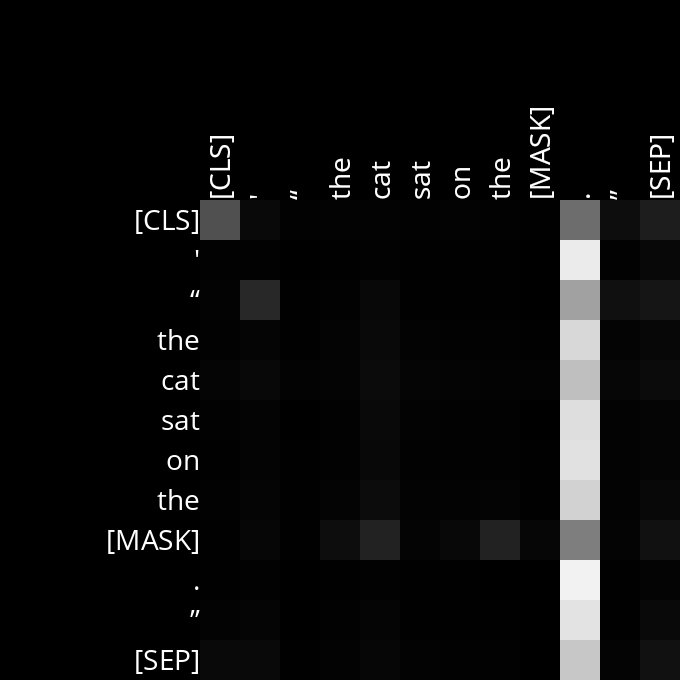 [CLS] ' “ the cat sat on the [MASK] . ” [SEP]
[CLS]
'
“
the
cat
sat
on
the
[MASK]
.
”
[SEP]